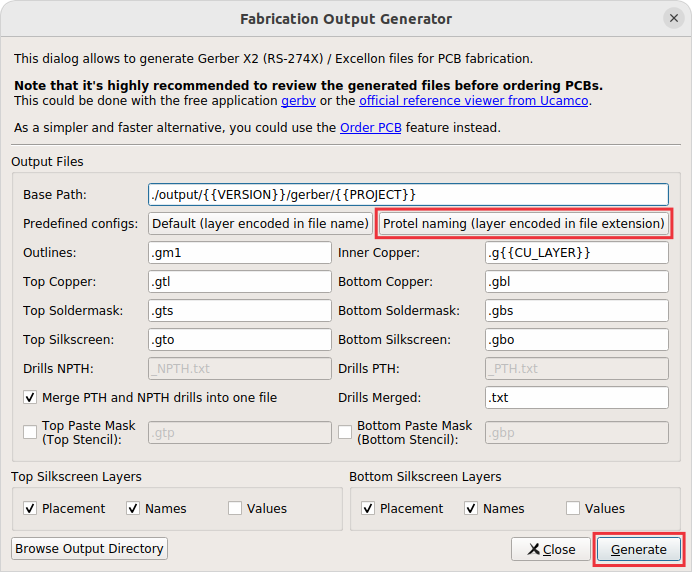 Fabrication Output Generator
This dialog allows to generate Gerber X2 (RS-274X) / Excellon files for PCB fabrication.
Note that it's highly recommended to review the generated files before ordering PCBs.
This could be done with the free application gerbv or the official reference viewer from Ucamco.
As a simpler and faster alternative, you could use the Order PCB feature instead.
Output Files
Base Path: ./output/{{VERSION}}/gerber/{{PROJECT}}
Predefined configs: Default (layer encoded in file name) Protel naming (layer encoded in file extension)
Outlines: .gm1 Inner Copper: .g{{CU_LAYER}}
Top Copper: .gtl Bottom Copper: .gbl
Top Soldermask: .gts Bottom Soldermask: .gbs
Top Silkscreen: .gto Bottom Silkscreen: .gbo
Drills NPTH: _NPTH.txt Drills PTH: _PTH.txt
Merge PTH and NPTH drills into one file Drills Merged: .txt
Top Paste Mask
(Top Stencil): .gtp
Bottom Paste Mask
(Bottom Stencil): .gbp
Top Silkscreen Layers Bottom Silkscreen Layers
Placement Names Values Placement Names Values
Browse Output Directory Close Generate